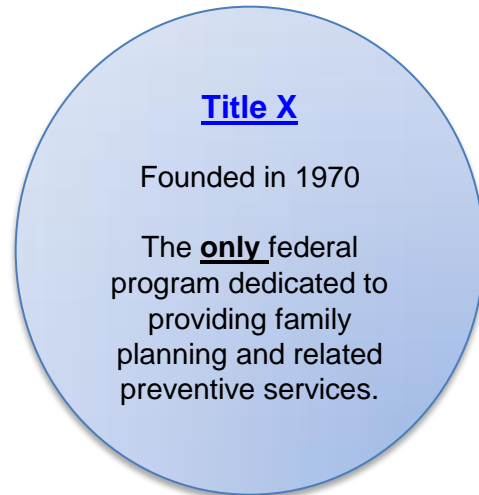 Title X
Founded in 1970
The only federal
program dedicated to
providing family
planning and related
preventive services.